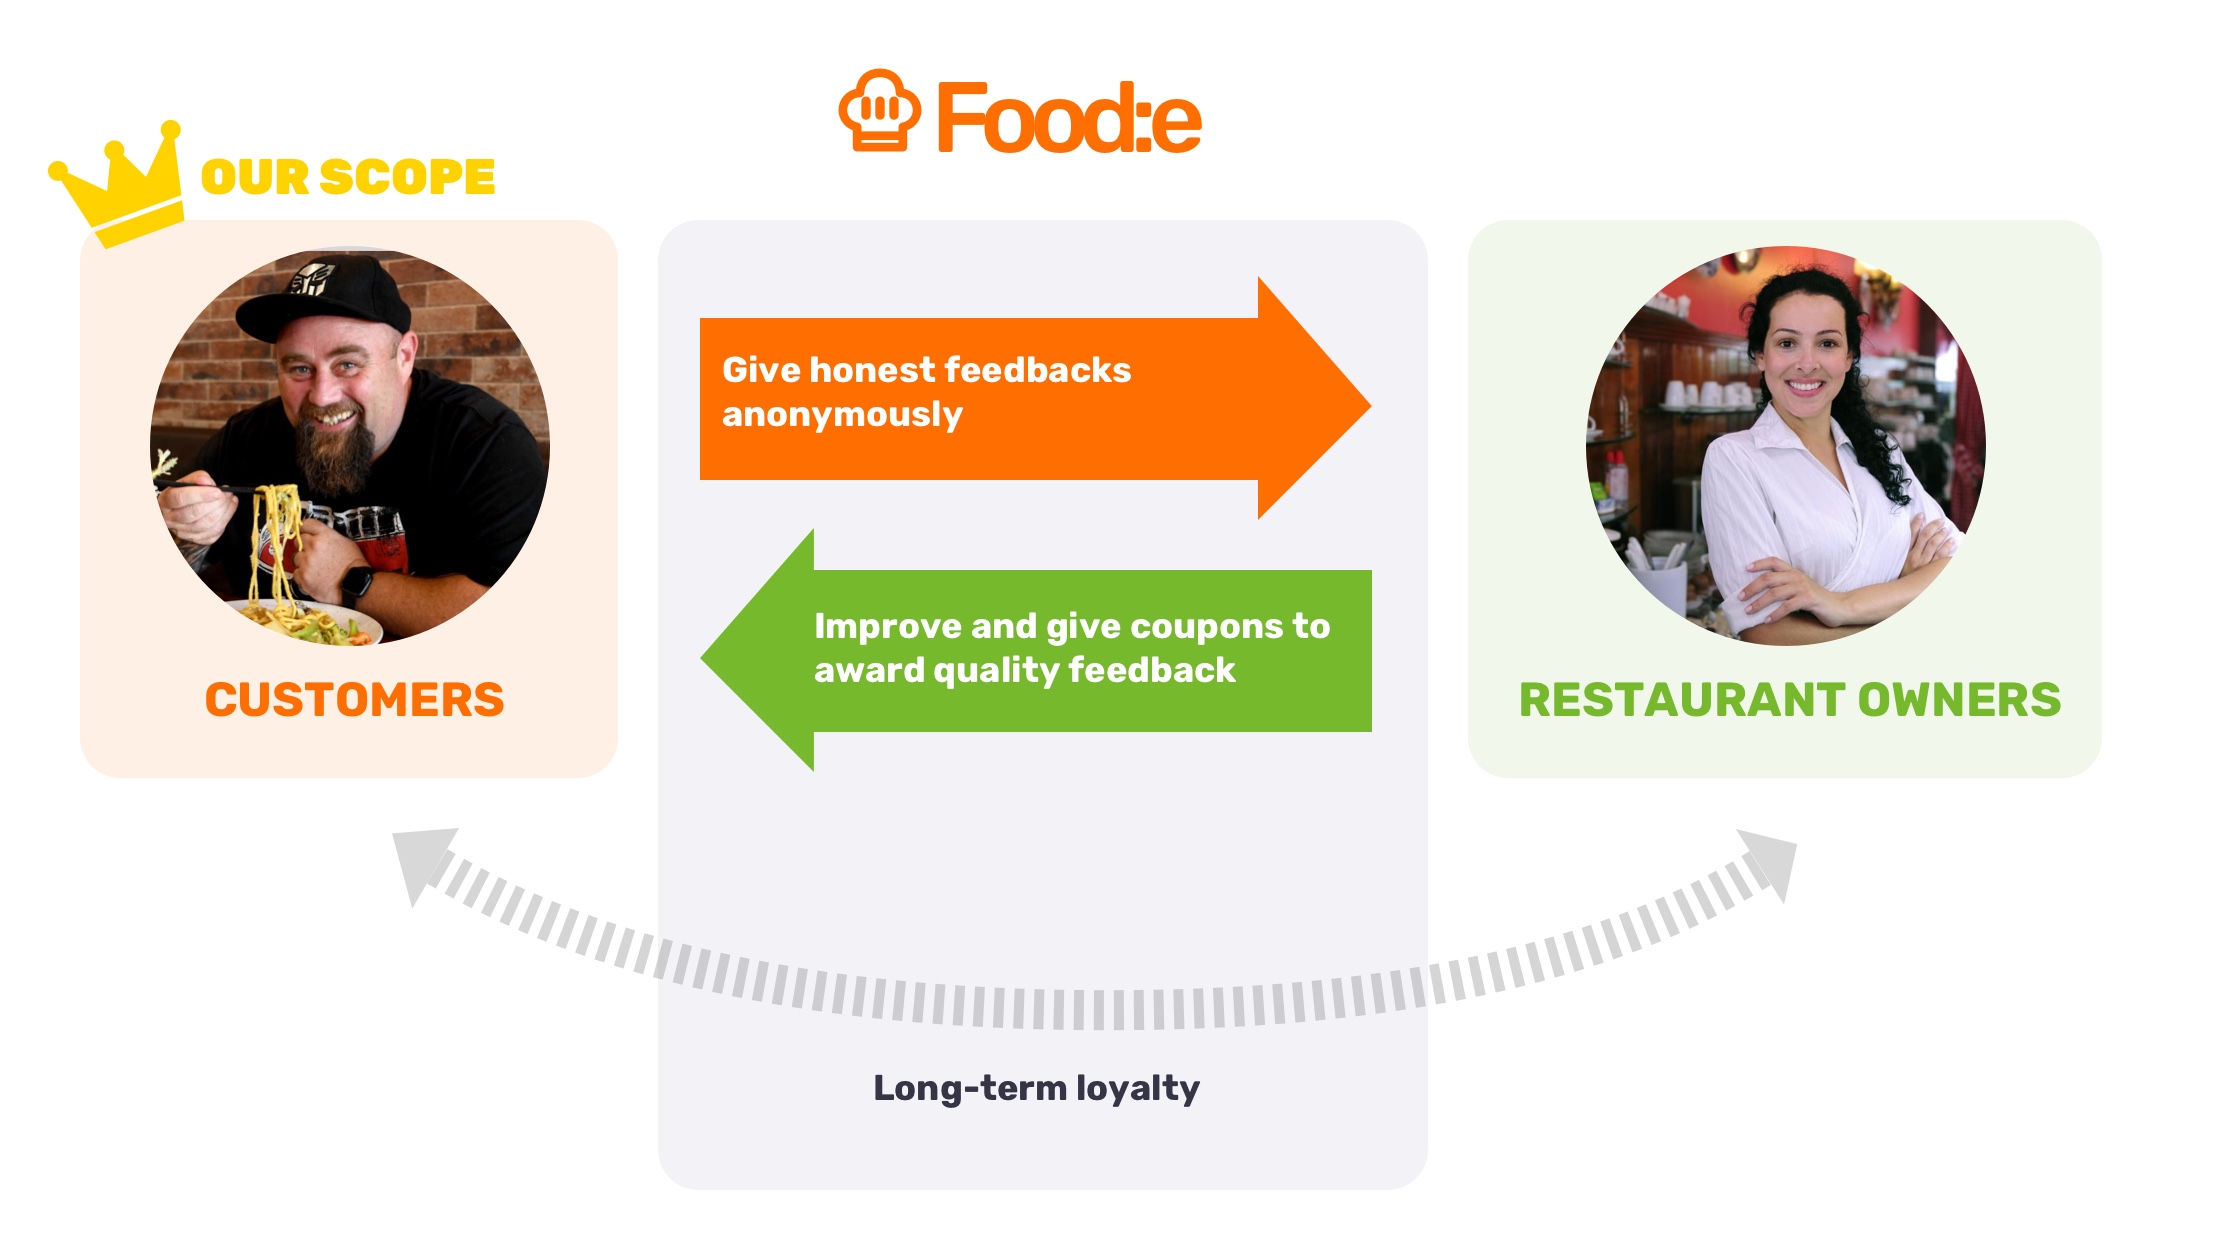 Food:e
OUR SCOPE
Give honest feedbacks
anonymously
Improve and give coupons to
award quality feedback
CUSTOMERS
RESTAURANT OWNERS
Long-term loyalty